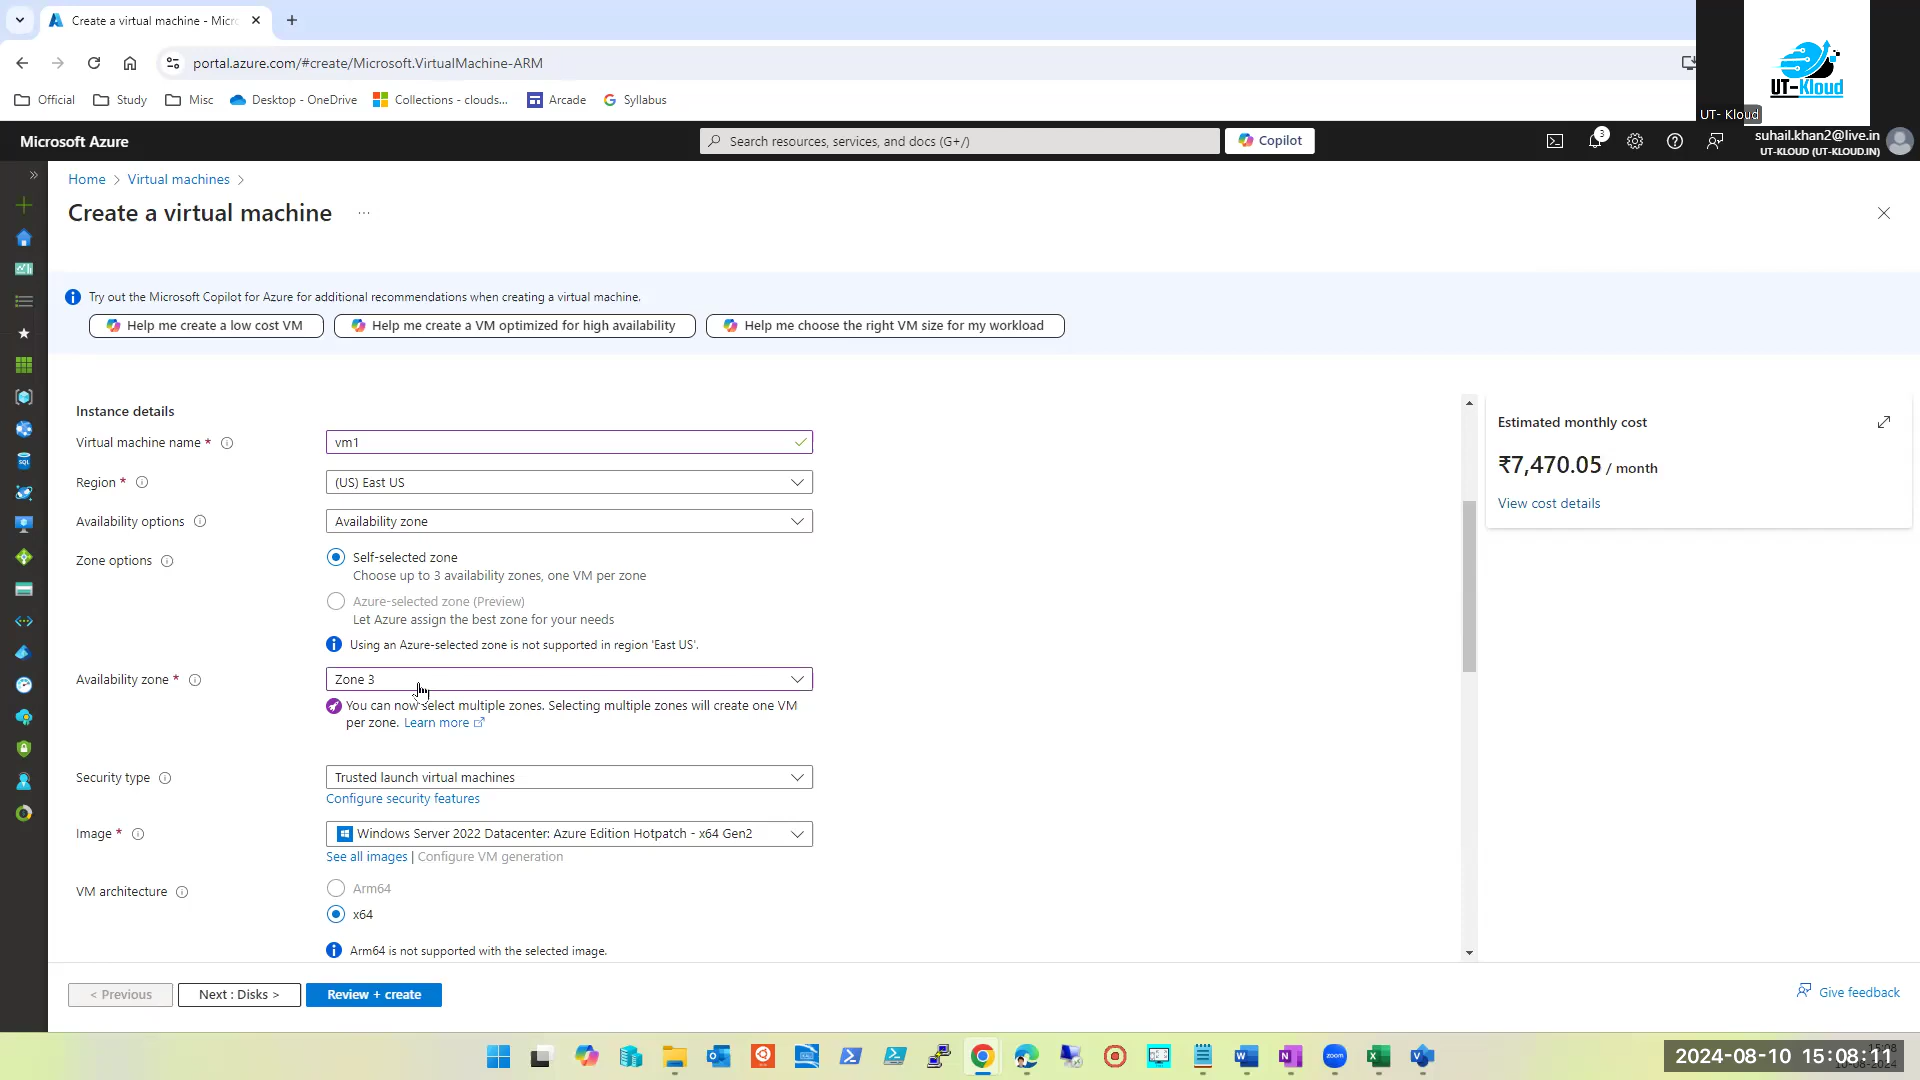 Create a virtual machine - Micr
portal.azure.com/#create/Microsoft.VirtualMachine-ARM
Official
Study
Misc
Desktop - OneDrive
Collections - clouds...
Arcade
Syllabus
UT-Kloud
UT- Kloud
Microsoft Azure
Search resources, services, and docs (G+/)
Copilot
3
suhail.khan2@live.in
UT-KLOUD (UT-KLOUD.IN)
Home > Virtual machines >
Create a virtual machine ...
Try out the Microsoft Copilot for Azure for additional recommendations when creating a virtual machine.
Help me create a low cost VM
Help me create a VM optimized for high availability
Help me choose the right VM size for my workload
Instance details
Virtual machine name *
vm1
Region *
(US) East US
Availability options
Availability zone
Zone options
Self-selected zone
Choose up to 3 availability zones, one VM per zone
Azure-selected zone (Preview)
Let Azure assign the best zone for your needs
Using an Azure-selected zone is not supported in region 'East US'.
Availability zone *
Zone 3
You can now select multiple zones. Selecting multiple zones will create one VM
per zone. Learn more
Security type
Trusted launch virtual machines
Configure security features
Image *
Windows Server 2022 Datacenter: Azure Edition Hotpatch - x64 Gen2
See all images | Configure VM generation
VM architecture
Arm64
x64
Arm64 is not supported with the selected image.
Estimated monthly cost
₹7,470.05 / month
View cost details
< Previous
Next : Disks >
Review + create
Give feedback
2024-08-10 15:08:11